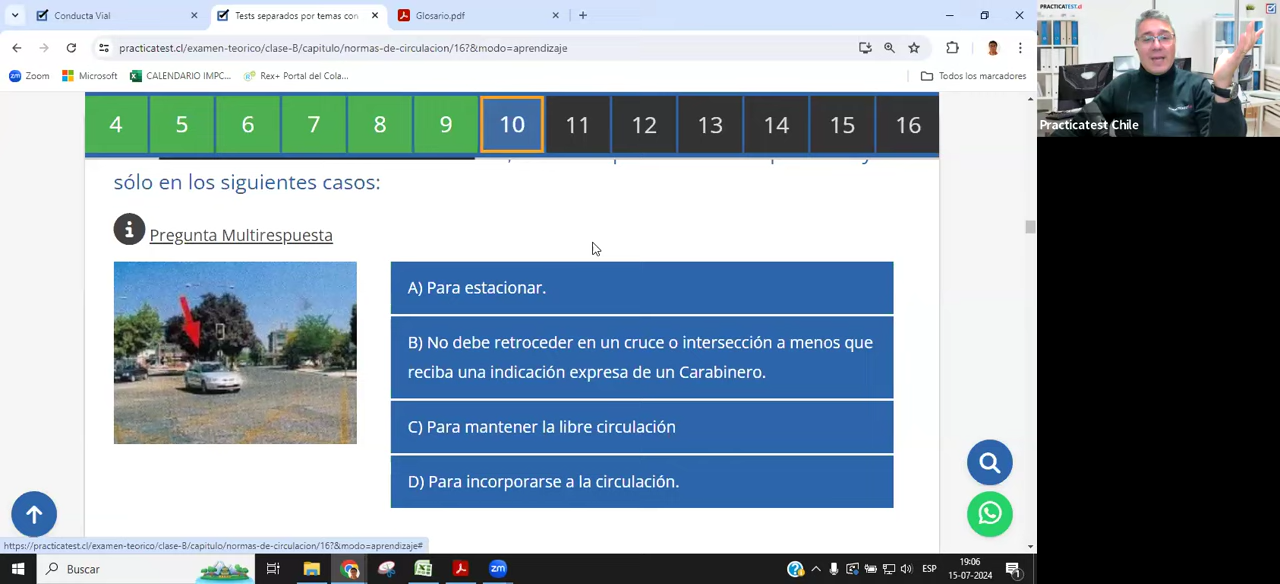 Conducta Vial
Tests separados por temas con
Glosario.pdf
practicatest.cl/examen-teorico/clase-B/capitulo/normas-de-circulacion/167&modo=aprendizaje
Zoom
Microsoft
CALENDARIO IMPC...
Rex+ Portal del Cola...
Todos los marcadores
PRACTICATEST.cl
Practicatest Chile
4 5 6 7 8 9 10 11 12 13 14 15 16
sólo en los siguientes casos:
Pregunta Multirespuesta
A) Para estacionar.
B) No debe retroceder en un cruce o intersección a menos que
reciba una indicación expresa de un Carabinero.
C) Para mantener la libre circulación
D) Para incorporarse a la circulación.
https://practicatest.cl/examen-teorico/clase-B/capitulo/normas-de-circulacion/167&modo=aprendizaje#
Buscar
ESP
19:06
15-07-2024